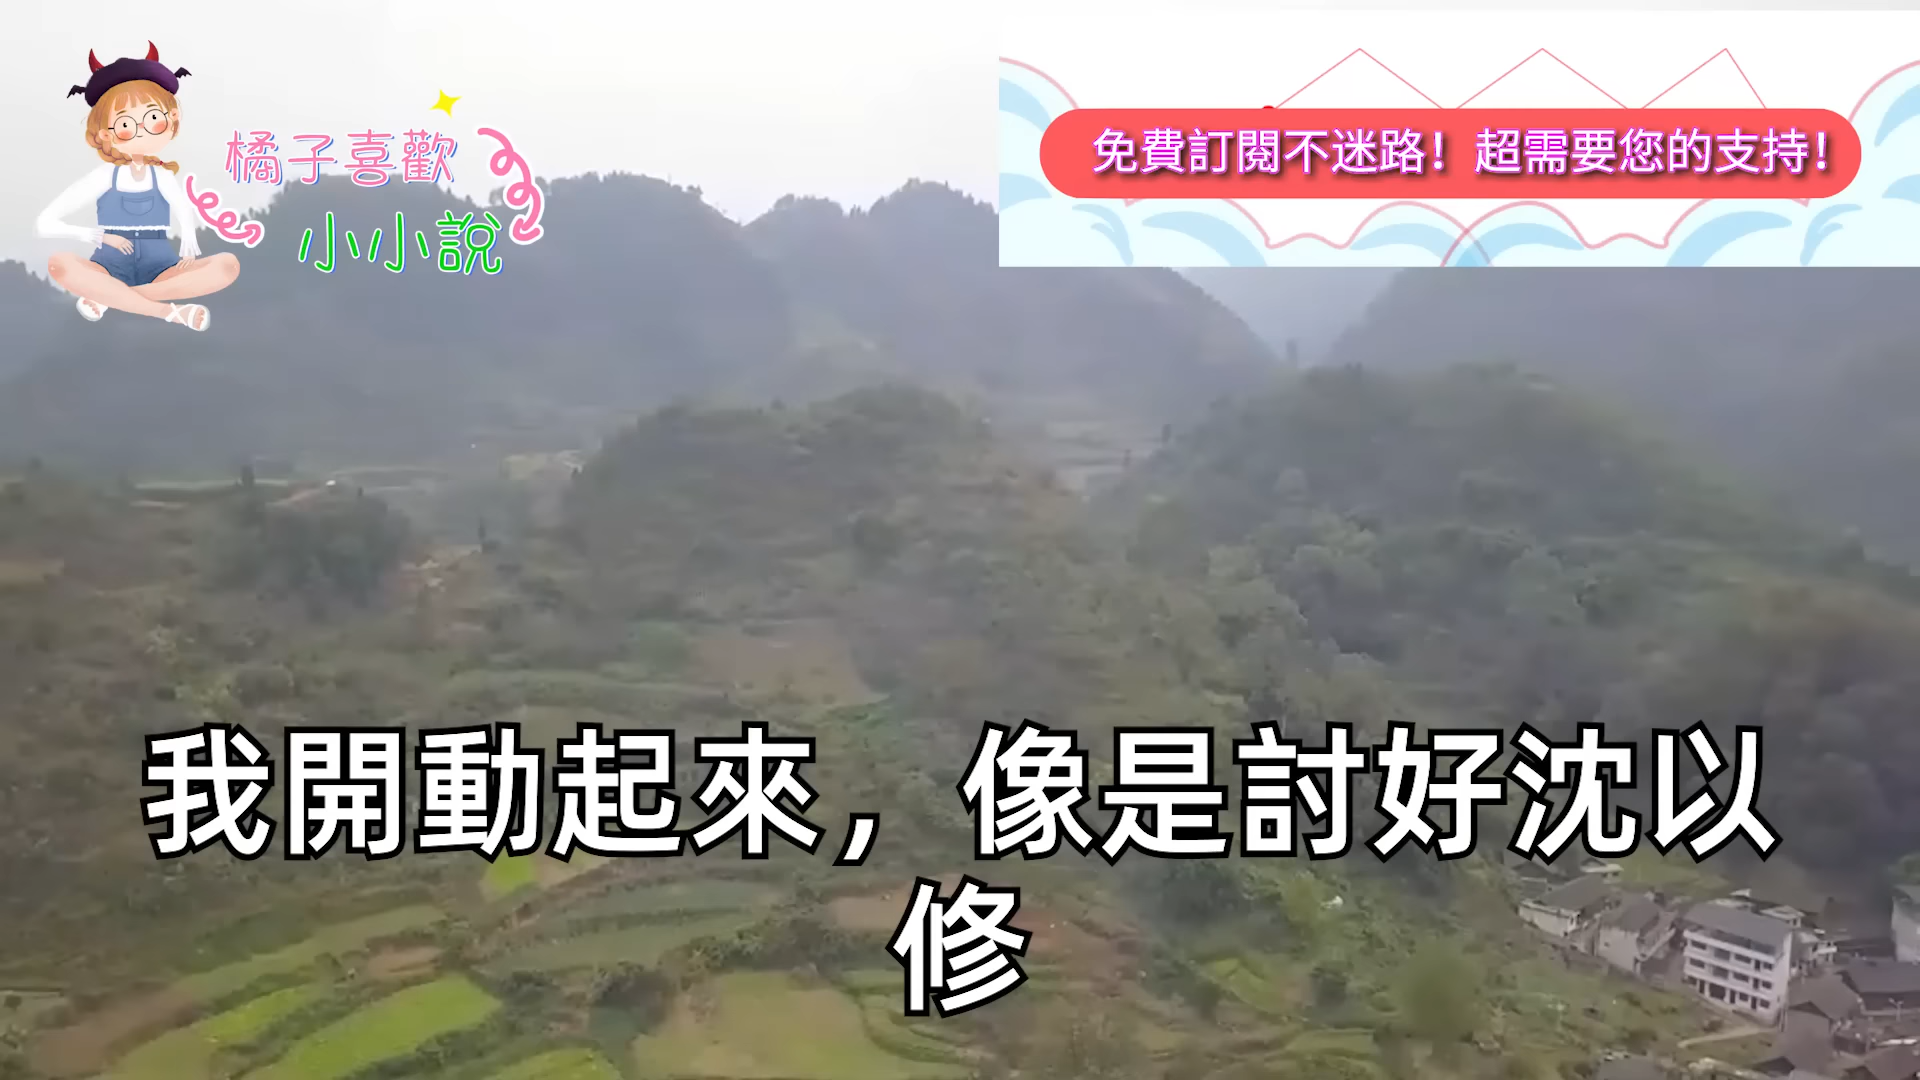 橘子喜歡
小小說
免費訂閱不迷路！超需要您的支持！
我開動起來，像是討好沈以
修